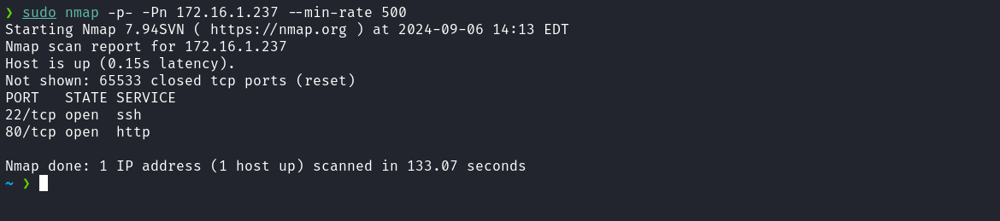 ❯ sudo nmap -p- -Pn 172.16.1.237 --min-rate 500
Starting Nmap 7.94SVN ( https://nmap.org ) at 2024-09-06 14:13 EDT
Nmap scan report for 172.16.1.237
Host is up (0.15s latency).
Not shown: 65533 closed tcp ports (reset)
PORT   STATE SERVICE
22/tcp open  ssh
80/tcp open  http
Nmap done: 1 IP address (1 host up) scanned in 133.07 seconds
~ ❯